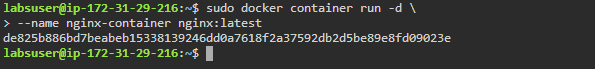 labsuser@ip-172-31-29-216:~$ sudo docker container run -d \
> --name nginx-container nginx:latest
de825b886bd7beabeb15338139246dd0a7618f2a37592db2d5be89e8fd09023e
labsuser@ip-172-31-29-216:~$